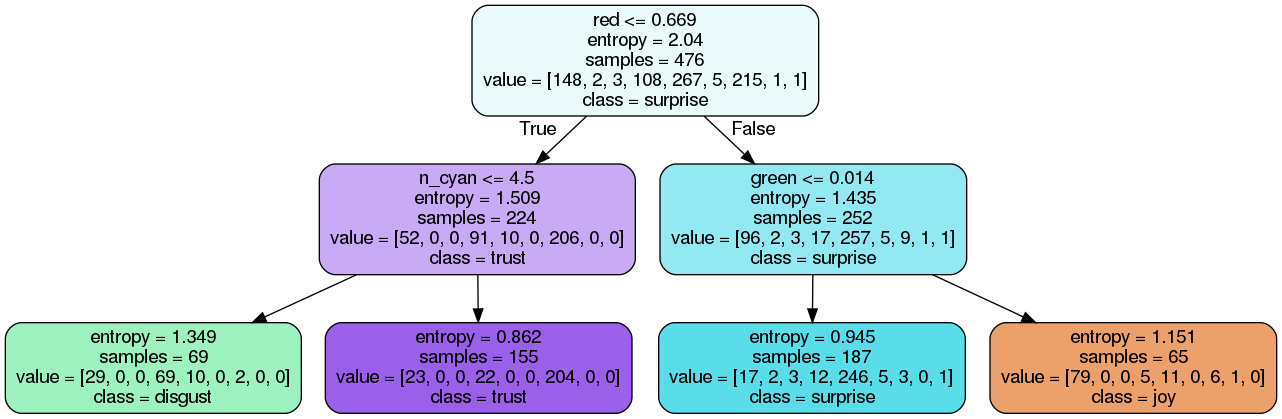 red <= 0.669
entropy = 2.04
samples = 476
value = [148, 2, 3, 108, 267, 5, 215, 1, 1]
class = surprise
True
False
n_cyan <= 4.5
entropy = 1.509
samples = 224
value = [52, 0, 0, 91, 10, 0, 206, 0, 0]
class = trust
green <= 0.014
entropy = 1.435
samples = 252
value = [96, 2, 3, 17, 257, 5, 9, 1, 1]
class = surprise
entropy = 1.349
samples = 69
value = [29, 0, 0, 69, 10, 0, 2, 0, 0]
class = disgust
entropy = 0.862
samples = 155
value = [23, 0, 0, 22, 0, 0, 204, 0, 0]
class = trust
entropy = 0.945
samples = 187
value = [17, 2, 3, 12, 246, 5, 3, 0, 1]
class = surprise
entropy = 1.151
samples = 65
value = [79, 0, 0, 5, 11, 0, 6, 1, 0]
class = joy